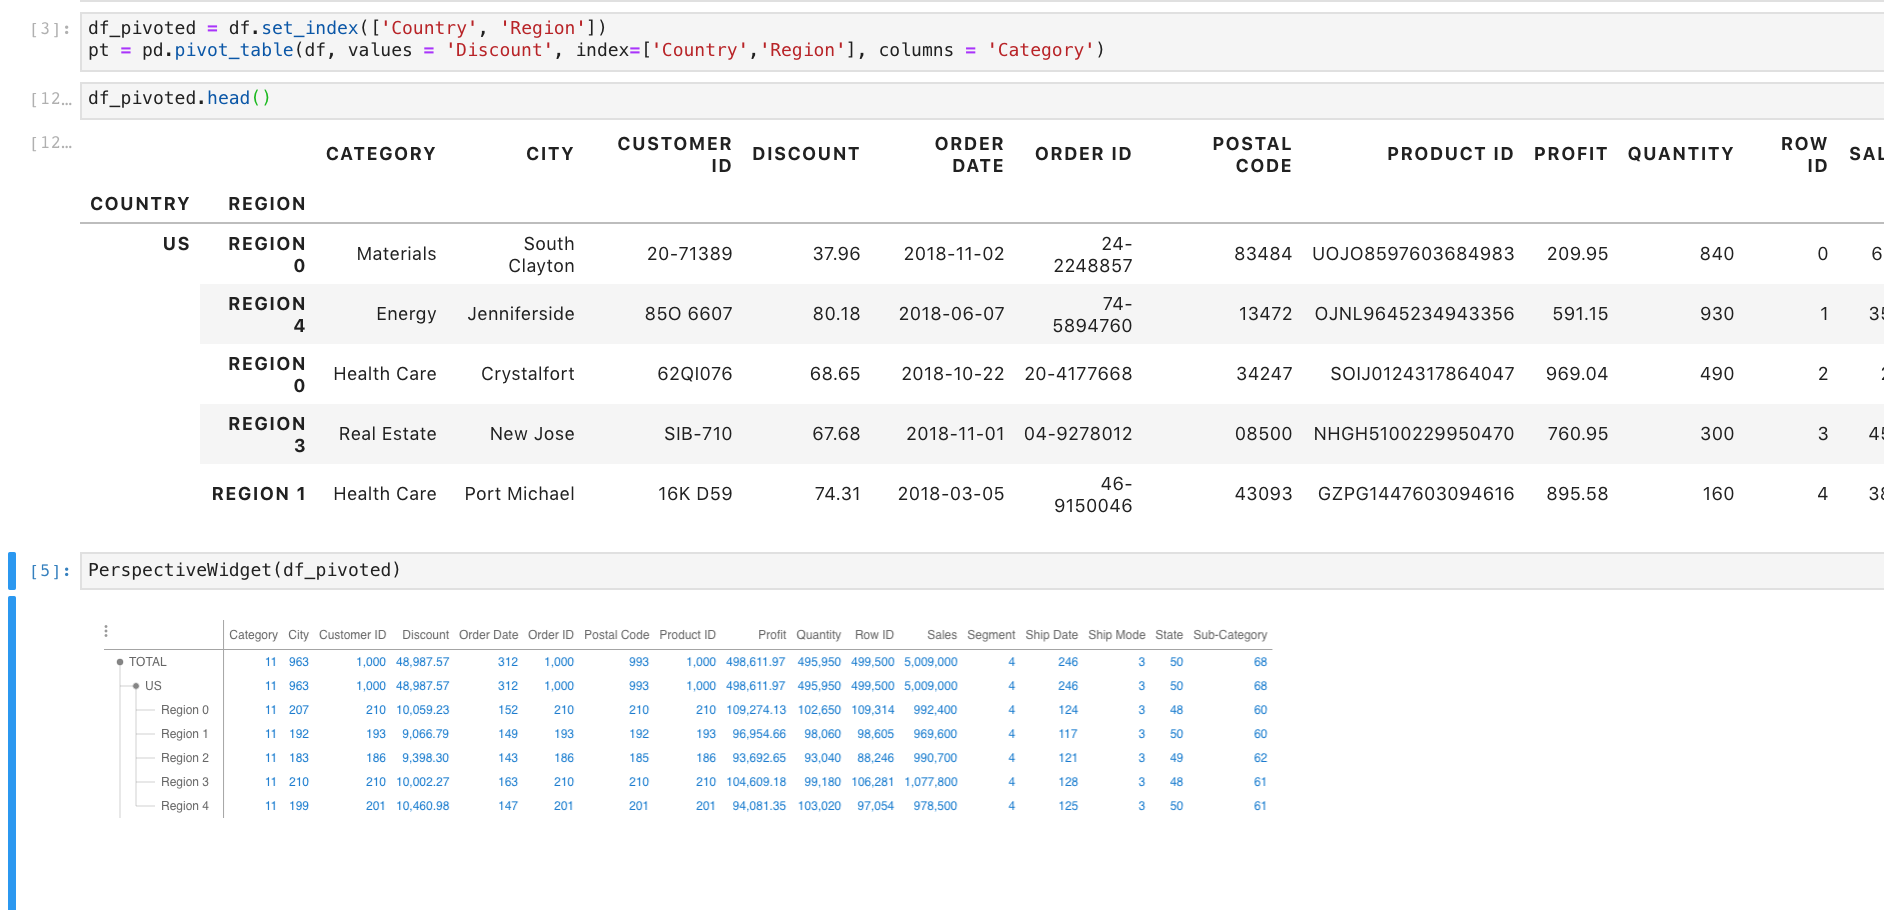 [3]: df_pivoted = df.set_index(['Country', 'Region'])
pt = pd.pivot_table(df, values = 'Discount', index=['Country','Region'], columns = 'Category')
[12… df_pivoted.head()
[12…
CATEGORY CITY CUSTOMER ID DISCOUNT ORDER DATE ORDER ID POSTAL CODE PRODUCT ID PROFIT QUANTITY ROW ID SAL
COUNTRY REGION
US REGION 0 Materials South Clayton 20-71389 37.96 2018-11-02 24-2248857 83484 UOJO8597603684983 209.95 840 0 6
REGION 4 Energy Jenniferside 85O 6607 80.18 2018-06-07 74-5894760 13472 OJNL9645234943356 591.15 930 1 35
REGION 0 Health Care Crystalfort 62QI076 68.65 2018-10-22 20-4177668 34247 SOIJ0124317864047 969.04 490 2
REGION 3 Real Estate New Jose SIB-710 67.68 2018-11-01 04-9278012 08500 NHGH5100229950470 760.95 300 3 45
REGION 1 Health Care Port Michael 16K D59 74.31 2018-03-05 46-9150046 43093 GZPG1447603094616 895.58 160 4 38
[5]: PerspectiveWidget(df_pivoted)
Category City Customer ID Discount Order Date Order ID Postal Code Product ID Profit Quantity Row ID Sales Segment Ship Date Ship Mode State Sub-Category
TOTAL 11 963 1,000 48,987.57 312 1,000 993 1,000 498,611.97 495,950 499,500 5,009,000 4 246 3 50 68
US 11 963 1,000 48,987.57 312 1,000 993 1,000 498,611.97 495,950 499,500 5,009,000 4 246 3 50 68
Region 0 11 207 210 10,059.23 152 210 210 210 109,274.13 102,650 109,314 992,400 4 124 3 48 60
Region 1 11 192 193 9,066.79 149 193 192 193 96,954.66 98,060 98,605 969,600 4 117 3 50 60
Region 2 11 183 186 9,398.30 143 186 185 186 93,692.65 93,040 88,246 990,700 4 121 3 49 62
Region 3 11 210 210 10,002.27 163 210 210 210 104,609.18 99,180 106,281 1,077,800 4 128 3 48 61
Region 4 11 199 201 10,460.98 147 201 201 201 94,081.35 103,020 97,054 978,500 4 125 3 50 61